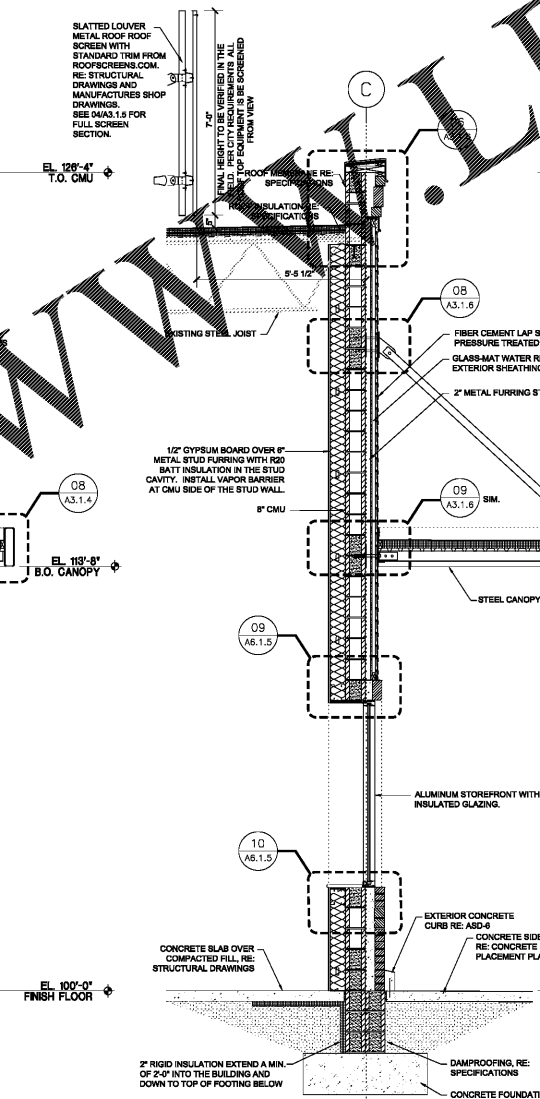 SLATTED LOUVER
METAL ROOF ROOF
SCREEN WITH
STANDARD TRIM FROM
ROOFSCREENS.COM.
RE: STRUCTURAL
DRAWINGS AND
MANUFACTURES SHOP
DRAWINGS.
SEE 04/A3.1.5 FOR
FULL SCREEN
SECTION.
7'-0"
FINAL HEIGHT TO BE VERIFIED IN THE
FIELD. PER CITY REQUIREMENTS ALL
TOP EQUIPMENT IS BE SCREENED
FROM VIEW
C
EL. 126'-4"
T.O. CMU
ROOF MEMBRANE RE:
SPECIFICATIONS
ROOF INSULATION RE:
SPECIFICATIONS
5'-5 1/2"
EXISTING STEEL JOIST
08
A3.1.6
FIBER CEMENT LAP
PRESSURE TREATED
GLASS-MAT WATER
EXTERIOR SHEATHING
2" METAL FURRING
1/2" GYPSUM BOARD OVER 6"
METAL STUD FURRING WITH R20
BATT INSULATION IN THE STUD
CAVITY. INSTALL VAPOR BARRIER
AT CMU SIDE OF THE STUD WALL.
8" CMU
08
A3.1.4
09
A3.1.6
SIM.
EL. 113'-8"
B.O. CANOPY
STEEL CANOPY
09
A6.1.5
ALUMINUM STOREFRONT WITH
INSULATED GLAZING.
10
A6.1.5
EXTERIOR CONCRETE
CURB RE: ASD-6
CONCRETE SLAB OVER
COMPACTED FILL, RE:
STRUCTURAL DRAWINGS
CONCRETE
RE: CONCRETE
PLACEMENT
EL. 100'-0"
FINISH FLOOR
2" RIGID INSULATION EXTEND A MIN.
OF 2'-0" INTO THE BUILDING AND
DOWN TO TOP OF FOOTING BELOW
DAMPROOFING, RE:
SPECIFICATIONS
CONCRETE
WWW.L